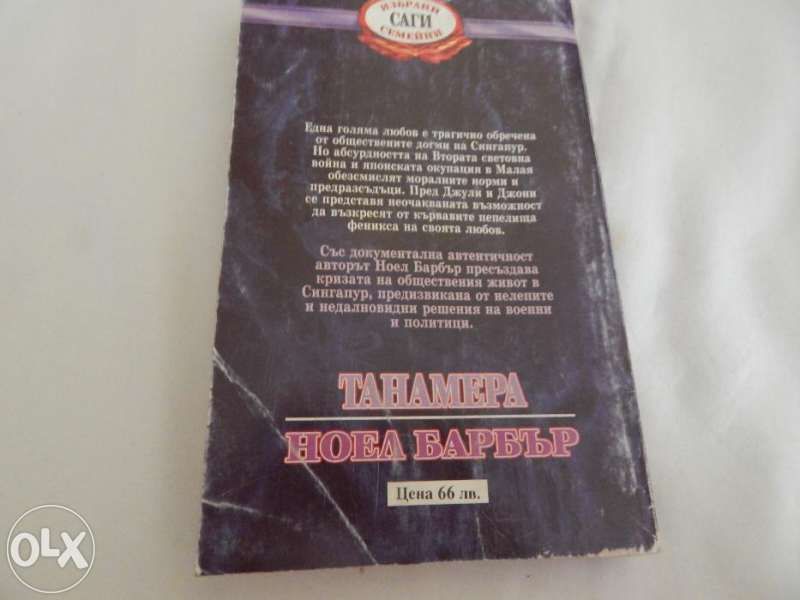 ИЗБРАНИ
САГИ
СЕМЕЙНИ
Една голяма любов е трагично обречена
от обществените догми на Сингапур.
Но абсурдността на Втората световна
война и японската окупация в Малая
обезсмислят моралните норми и
предразсъдъци. Пред Джули и Джони
се представя неочакваната възможност
да възкресят от кървавите пепелища
феникса на своята любов.
Със документална автентичност
авторът Ноел Барбър пресъздава
кризата на обществения живот в
Сингапур, предизвикана от нелепите
и недалновидни решения на военни
и политици.
ТАНАМЕРА
НОЕЛ БАРБЪР
Цена 66 лв.
OLX